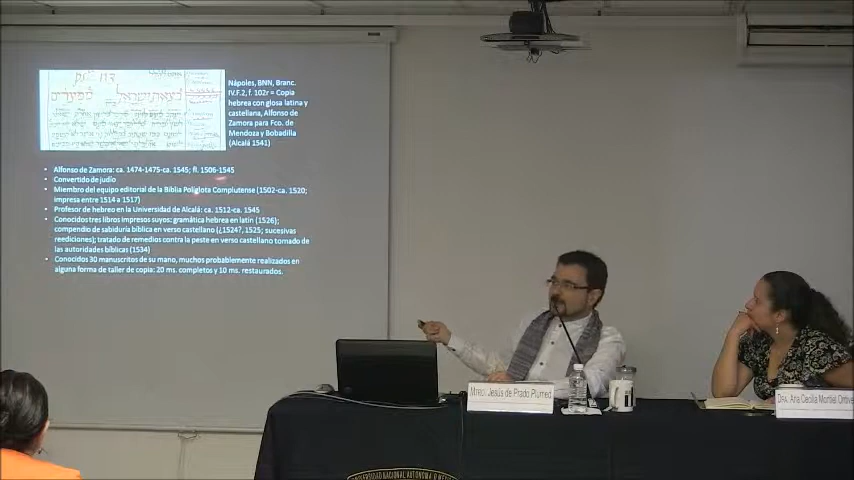 Nápoles, BNN, Branc.
IV.F.2, f. 102r = Copia
hebrea con glosa latina y
castellana, Alfonso de
Zamora para Fco. de
Mendoza y Bobadilla
(Alcalá 1541)
• Alfonso de Zamora: ca. 1474-1475-ca. 1545; fl. 1506-1545
• Convertido de judío
• Miembro del equipo editorial de la Biblia Políglota Complutense (1502-ca. 1520;
impresa entre 1514 a 1517)
• Profesor de hebreo en la Universidad de Alcalá: ca. 1512-ca. 1545
• Conocidos tres libros impresos suyos: gramática hebrea en latín (1526);
compendio de sabiduría bíblica en verso castellano (¿1524?, 1525; sucesivas
reediciones); tratado de remedios contra la peste en verso castellano tomado de
las autoridades bíblicas (1534)
• Conocidos 30 manuscritos de su mano, muchos probablemente realizados en
alguna forma de taller de copia: 20 ms. completos y 10 ms. restaurados.
Jesús de Prado Plumed
Dra. Ana Cecilia
UNIVERSIDAD NACIONAL AUTÓNOMA